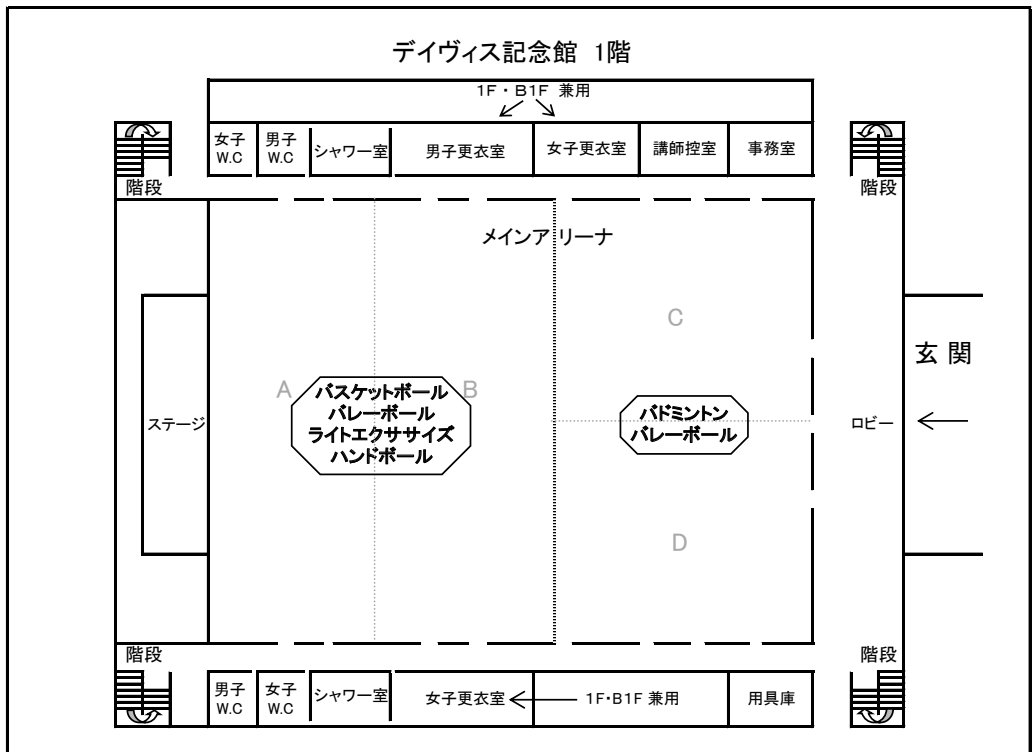 デイヴィス記念館 1階
1F・B1F 兼用
女子
W.C
男子
W.C
シャワー室
男子更衣室
女子更衣室
講師控室
事務室
階段
階段
メインアリーナ
C
玄 関
A
B
バスケットボール
バレーボール
ライトエクササイズ
ハンドボール
バドミントン
バレーボール
ステージ
ロビー
D
階段
階段
男子
W.C
女子
W.C
シャワー室
女子更衣室
1F・B1F 兼用
用具庫